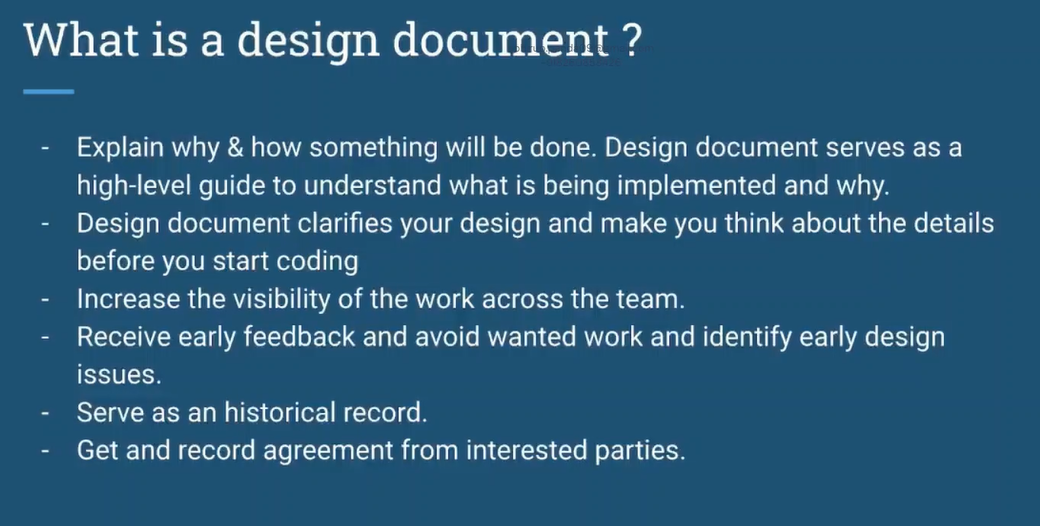 What is a design document ?
- Explain why & how something will be done. Design document serves as a
high-level guide to understand what is being implemented and why.
- Design document clarifies your design and make you think about the details
before you start coding
- Increase the visibility of the work across the team.
- Receive early feedback and avoid wanted work and identify early design
issues.
- Serve as an historical record.
- Get and record agreement from interested parties.